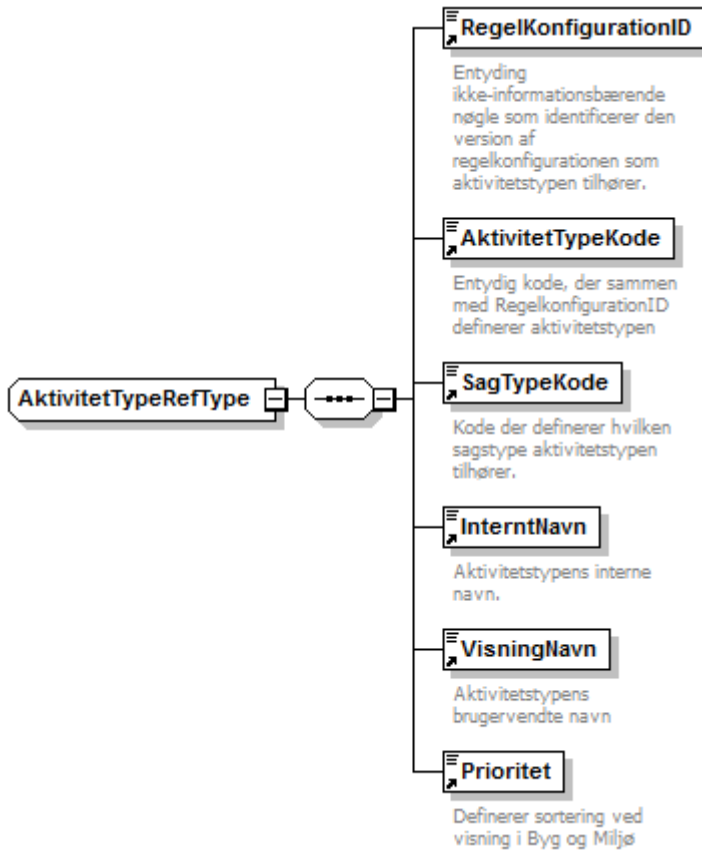 RegelKonfigurationID
Entyding
ikke-informationsbærende
nøgle som identificerer den
version af
regelkonfigurationen som
aktivitetstypen tilhører.
AktivitetTypeKode
Entydig kode, der sammen
med RegelkonfigurationID
definerer aktivitetstypen
AktivitetTypeRefType
SagTypeKode
Kode der definerer hvilken
sagstype aktivitetstypen
tilhører.
InterntNavn
Aktivitetstypens interne
navn.
VisningNavn
Aktivitetstypens
brugervendte navn
Prioritet
Definerer sortering ved
visning i Byg og Miljø